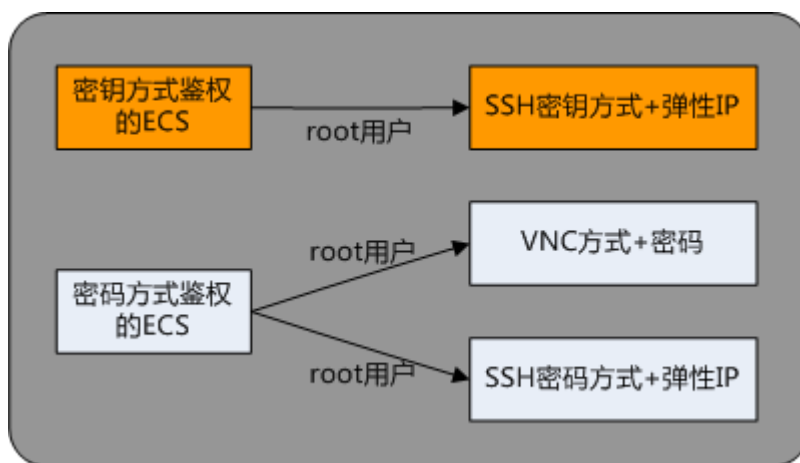 密钥方式鉴权
的ECS
root用户
SSH密钥方式+弹性IP
root用户
VNC方式+密码
密码方式鉴权
的ECS
root用户
SSH密码方式+弹性IP